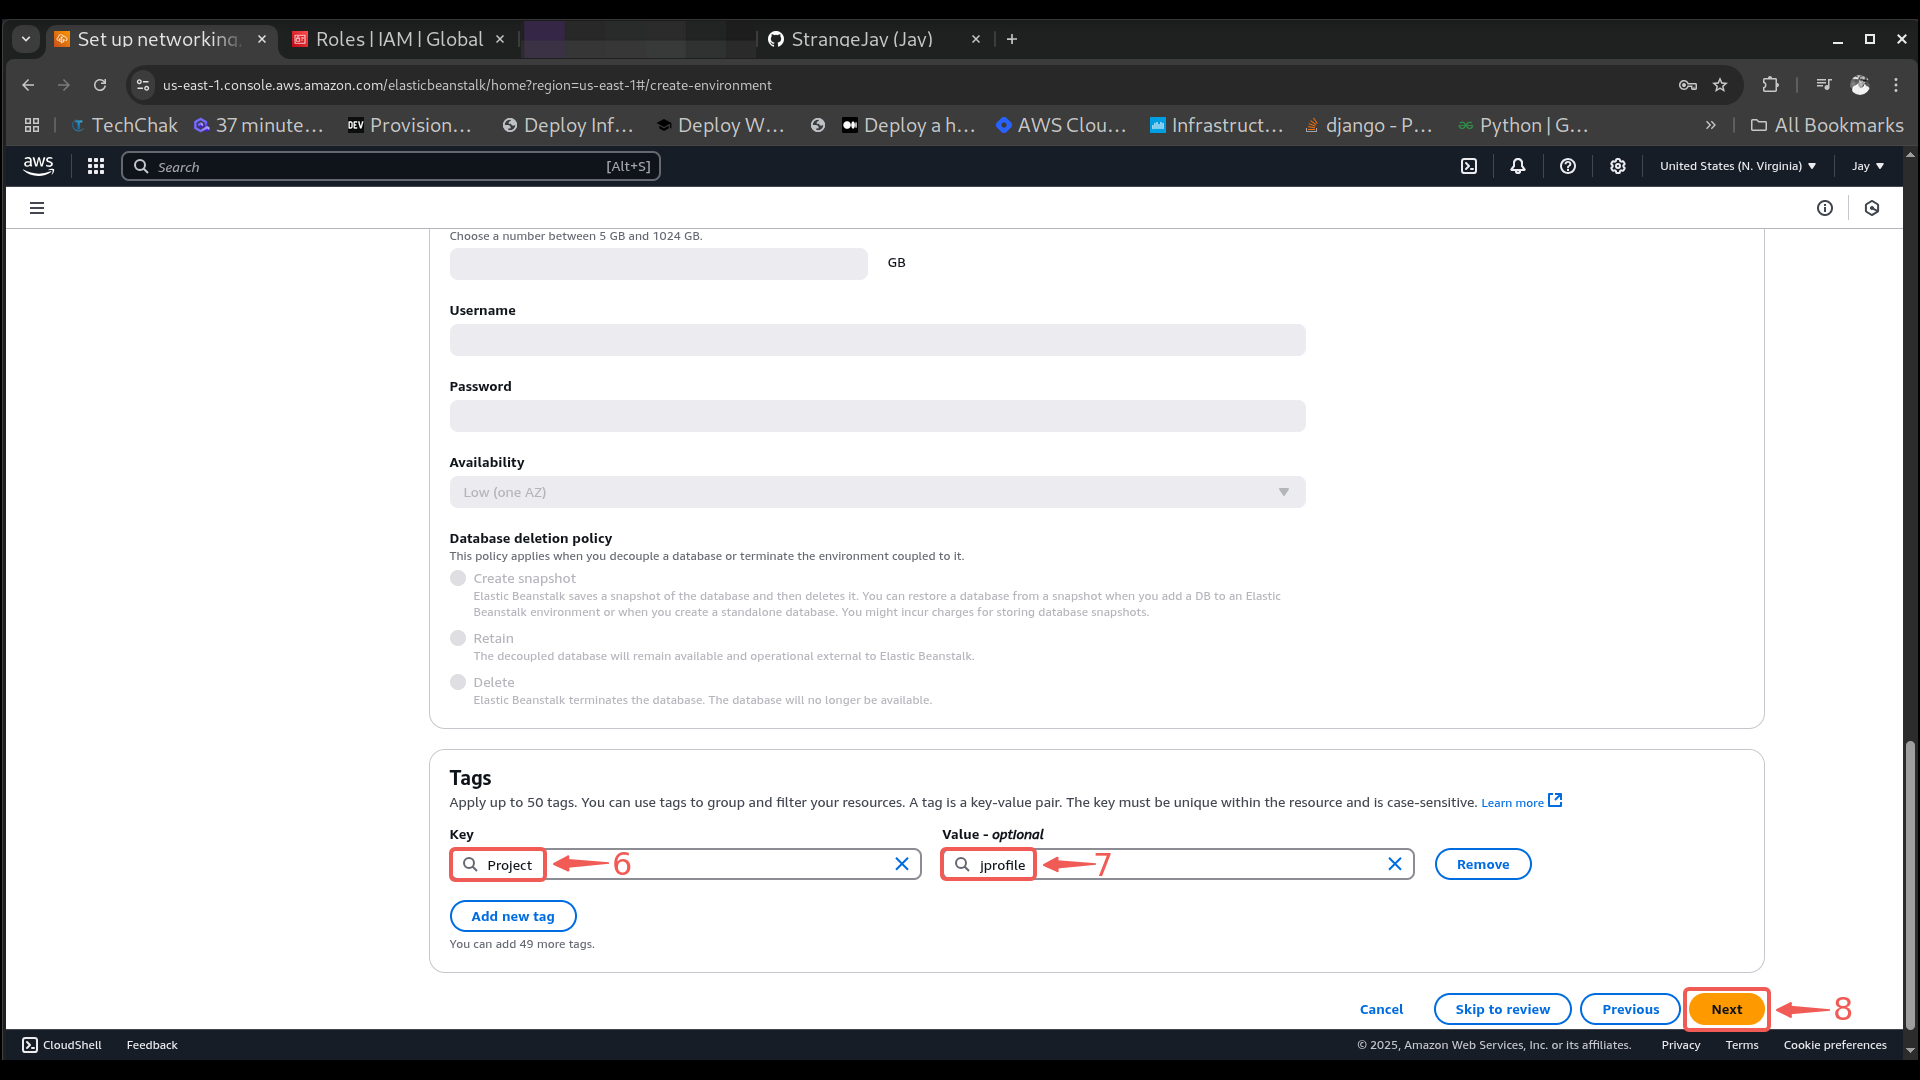 Set up networking,
Roles | IAM | Global
StrangeJay (Jay)
us-east-1.console.aws.amazon.com/elasticbeanstalk/home?region=us-east-1#/create-environment
TechChak
37 minute...
DEV Provision...
Deploy Inf...
Deploy W...
Deploy a h...
AWS Clou...
Infrastruct...
django - P...
Python | G...
All Bookmarks
aws
Search
[Alt+S]
United States (N. Virginia)
Jay
Choose a number between 5 GB and 1024 GB.
GB
Username
Password
Availability
Low (one AZ)
Database deletion policy
This policy applies when you decouple a database or terminate the environment coupled to it.
Create snapshot
Elastic Beanstalk saves a snapshot of the database and then deletes it. You can restore a database from a snapshot when you add a DB to an Elastic
Beanstalk environment or when you create a standalone database. You might incur charges for storing database snapshots.
Retain
The decoupled database will remain available and operational external to Elastic Beanstalk.
Delete
Elastic Beanstalk terminates the database. The database will no longer be available.
Tags
Apply up to 50 tags. You can use tags to group and filter your resources. A tag is a key-value pair. The key must be unique within the resource and is case-sensitive. Learn more
Key
Value - optional
Project
6
jprofile
7
Remove
Add new tag
You can add 49 more tags.
Cancel
Skip to review
Previous
Next
8
CloudShell
Feedback
© 2025, Amazon Web Services, Inc. or its affiliates.
Privacy
Terms
Cookie preferences